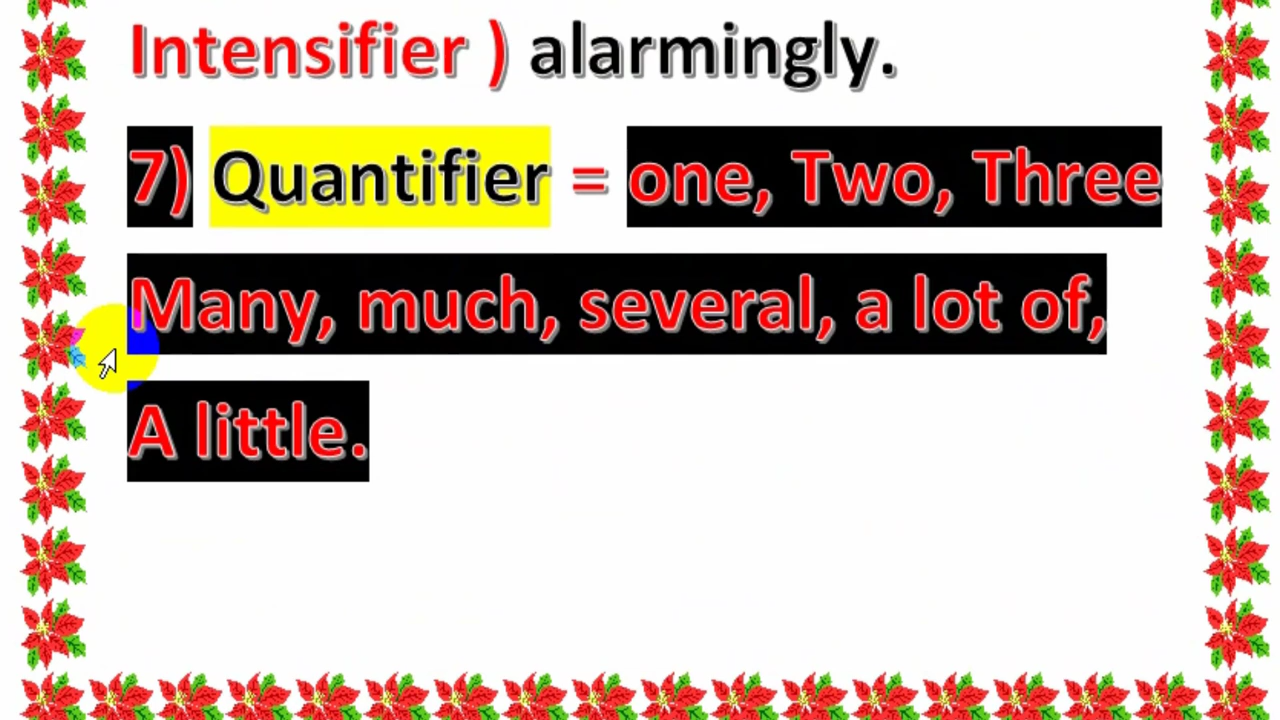 Intensifier ) alarmingly.
7) Quantifier = one, Two, Three
Many, much, several, a lot of,
A little.